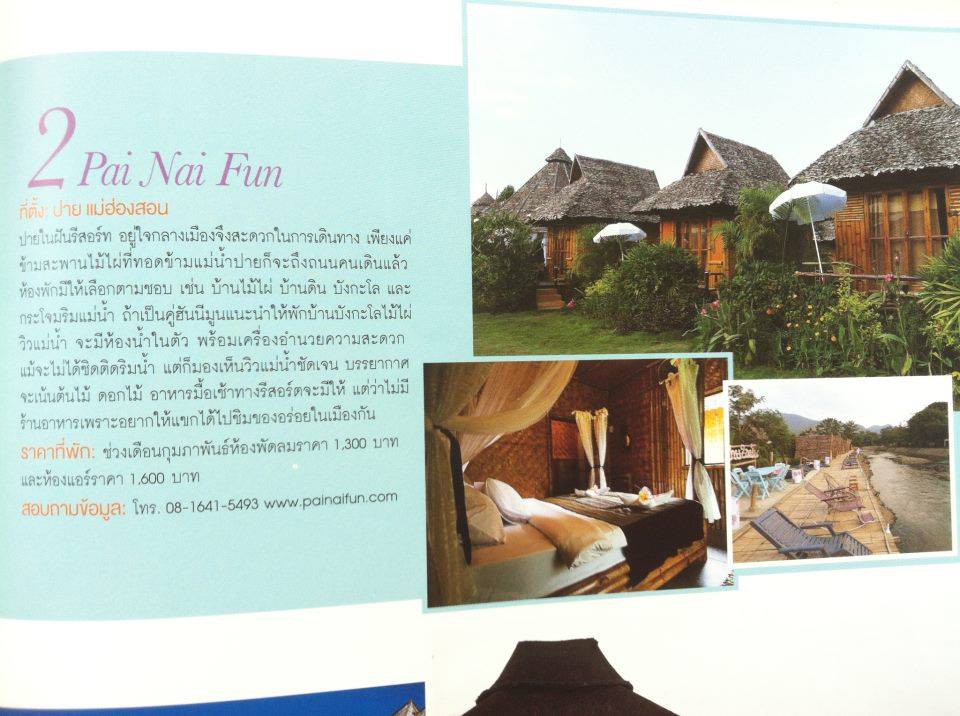 2 Pai Nai Fun
ที่ตั้ง: ปาย แม่ฮ่องสอน
ปายในฝันรีสอร์ท อยู่ใจกลางเมืองจึงสะดวกในการเดินทาง เพียงแค่
ข้ามสะพานไม้ไผ่ที่ทอดข้ามแม่น้ำปายก็จะถึงถนนคนเดินแล้ว
ห้องพักมีให้เลือกตามชอบ เช่น บ้านไม้ไผ่ บ้านดิน บังกะโล และ
กระโจมริมแม่น้ำ ถ้าเป็นคู่ฮันนีมูนแนะนำให้พักบ้านบังกะโลไม้ไผ่
วิวแม่น้ำ จะมีห้องน้ำในตัว พร้อมเครื่องอำนวยความสะดวก
แม้จะไม่ได้ชิดติดริมน้ำ แต่ก็มองเห็นวิวแม่น้ำชัดเจน บรรยากาศ
จะเน้นต้นไม้ ดอกไม้ อาหารมื้อเช้าทางรีสอร์ตจะมีให้ แต่ว่าไม่มี
ร้านอาหารเพราะอยากให้แขกได้ไปชิมของอร่อยในเมืองกัน
ราคาที่พัก: ช่วงเดือนกุมภาพันธ์ห้องพัดลมราคา 1,300 บาท
และห้องแอร์ราคา 1,600 บาท
สอบถามข้อมูล: โทร. 08-1641-5493 www.painaifun.com